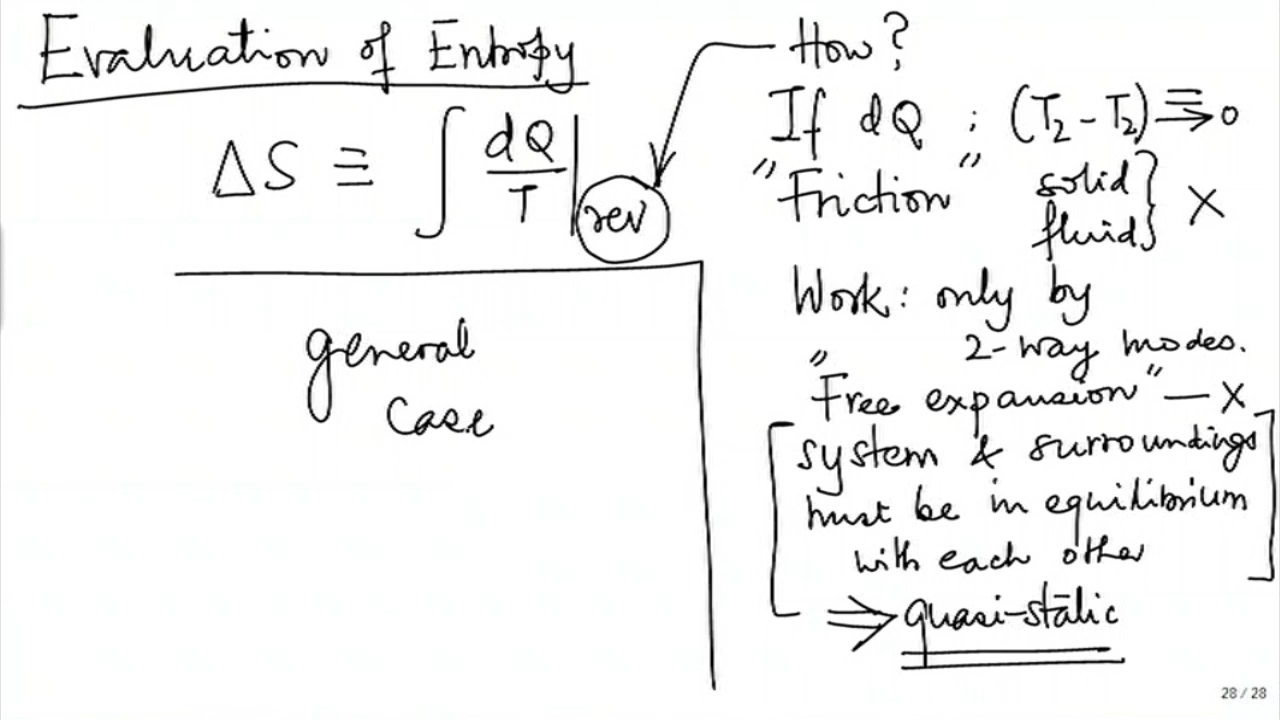 Evaluation of Entropy
ΔS ≡ ∫ dQ/T |rev
general
case
How?
If dQ ; (T₂ - T₂) ⇒ 0
"Friction" solid
fluid } X
Work: only by
2-way modes.
"Free expansion" — X
[system & surroundings
must be in equilibrium
with each other]
⇒ quasi-static
28 / 28